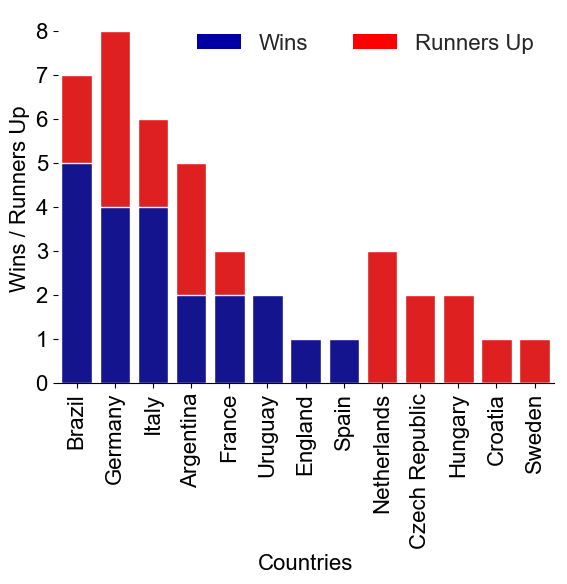 Wins Runners Up
Wins / Runners Up
8
7
6
5
4
3
2
1
0
Brazil
Germany
Italy
Argentina
France
Uruguay
England
Spain
Netherlands
Czech Republic
Hungary
Croatia
Sweden
Countries